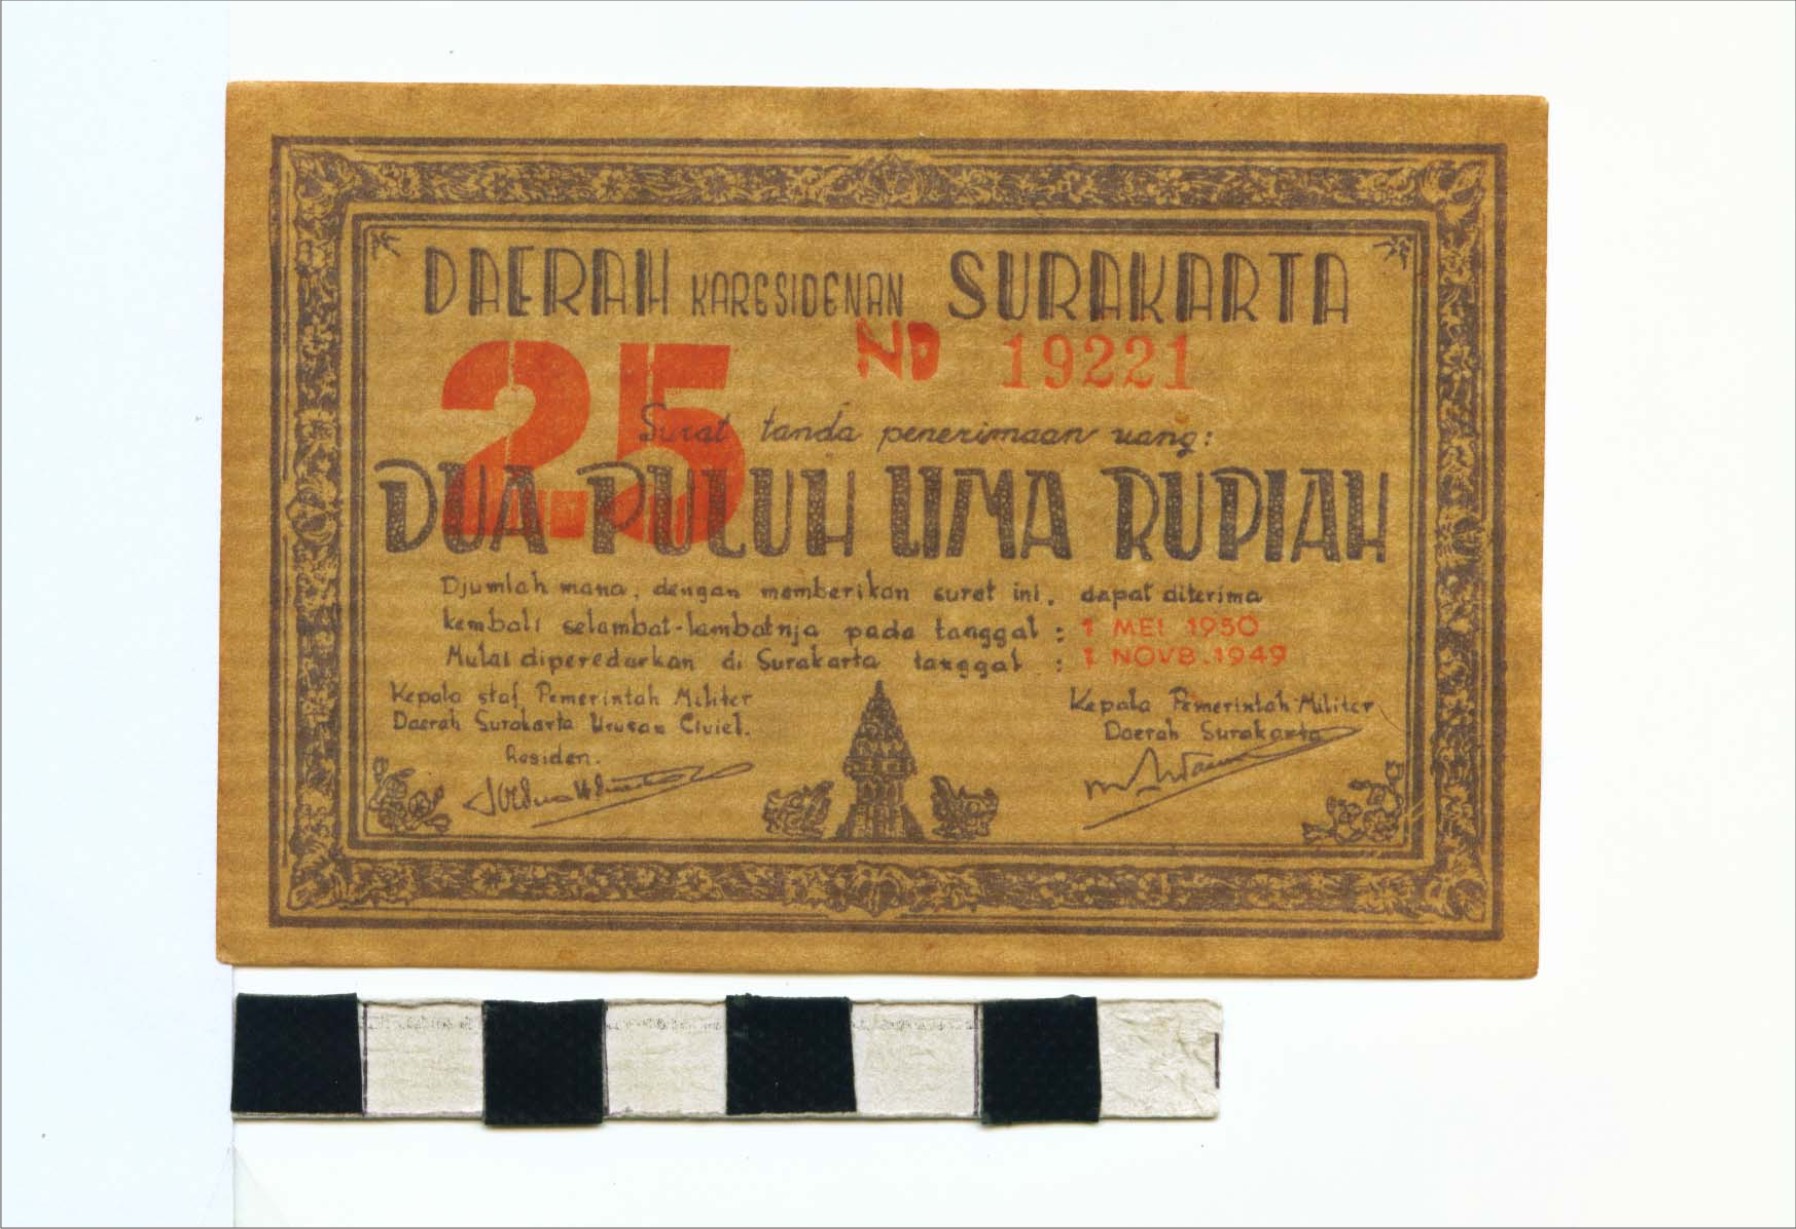 DAERAH KARESIDENAN SURAKARTA
25
NO 19221
Surat tanda penerimaan uang:
DUA PULUH LIMA RUPIAH
Djumlah mana, dengan memberikan surat ini, dapat diterima
kembali selambat-lambatnja pada tanggal : 1 MEI 1950
Mulai diperedarkan di Surakarta tanggal : 1 NOVB.1949
Kepala staf Pemerintah Militer
Daerah Surakarta Urusan Civiel.
Residen.
Kepala Pemerintah Militer
Daerah Surakarta